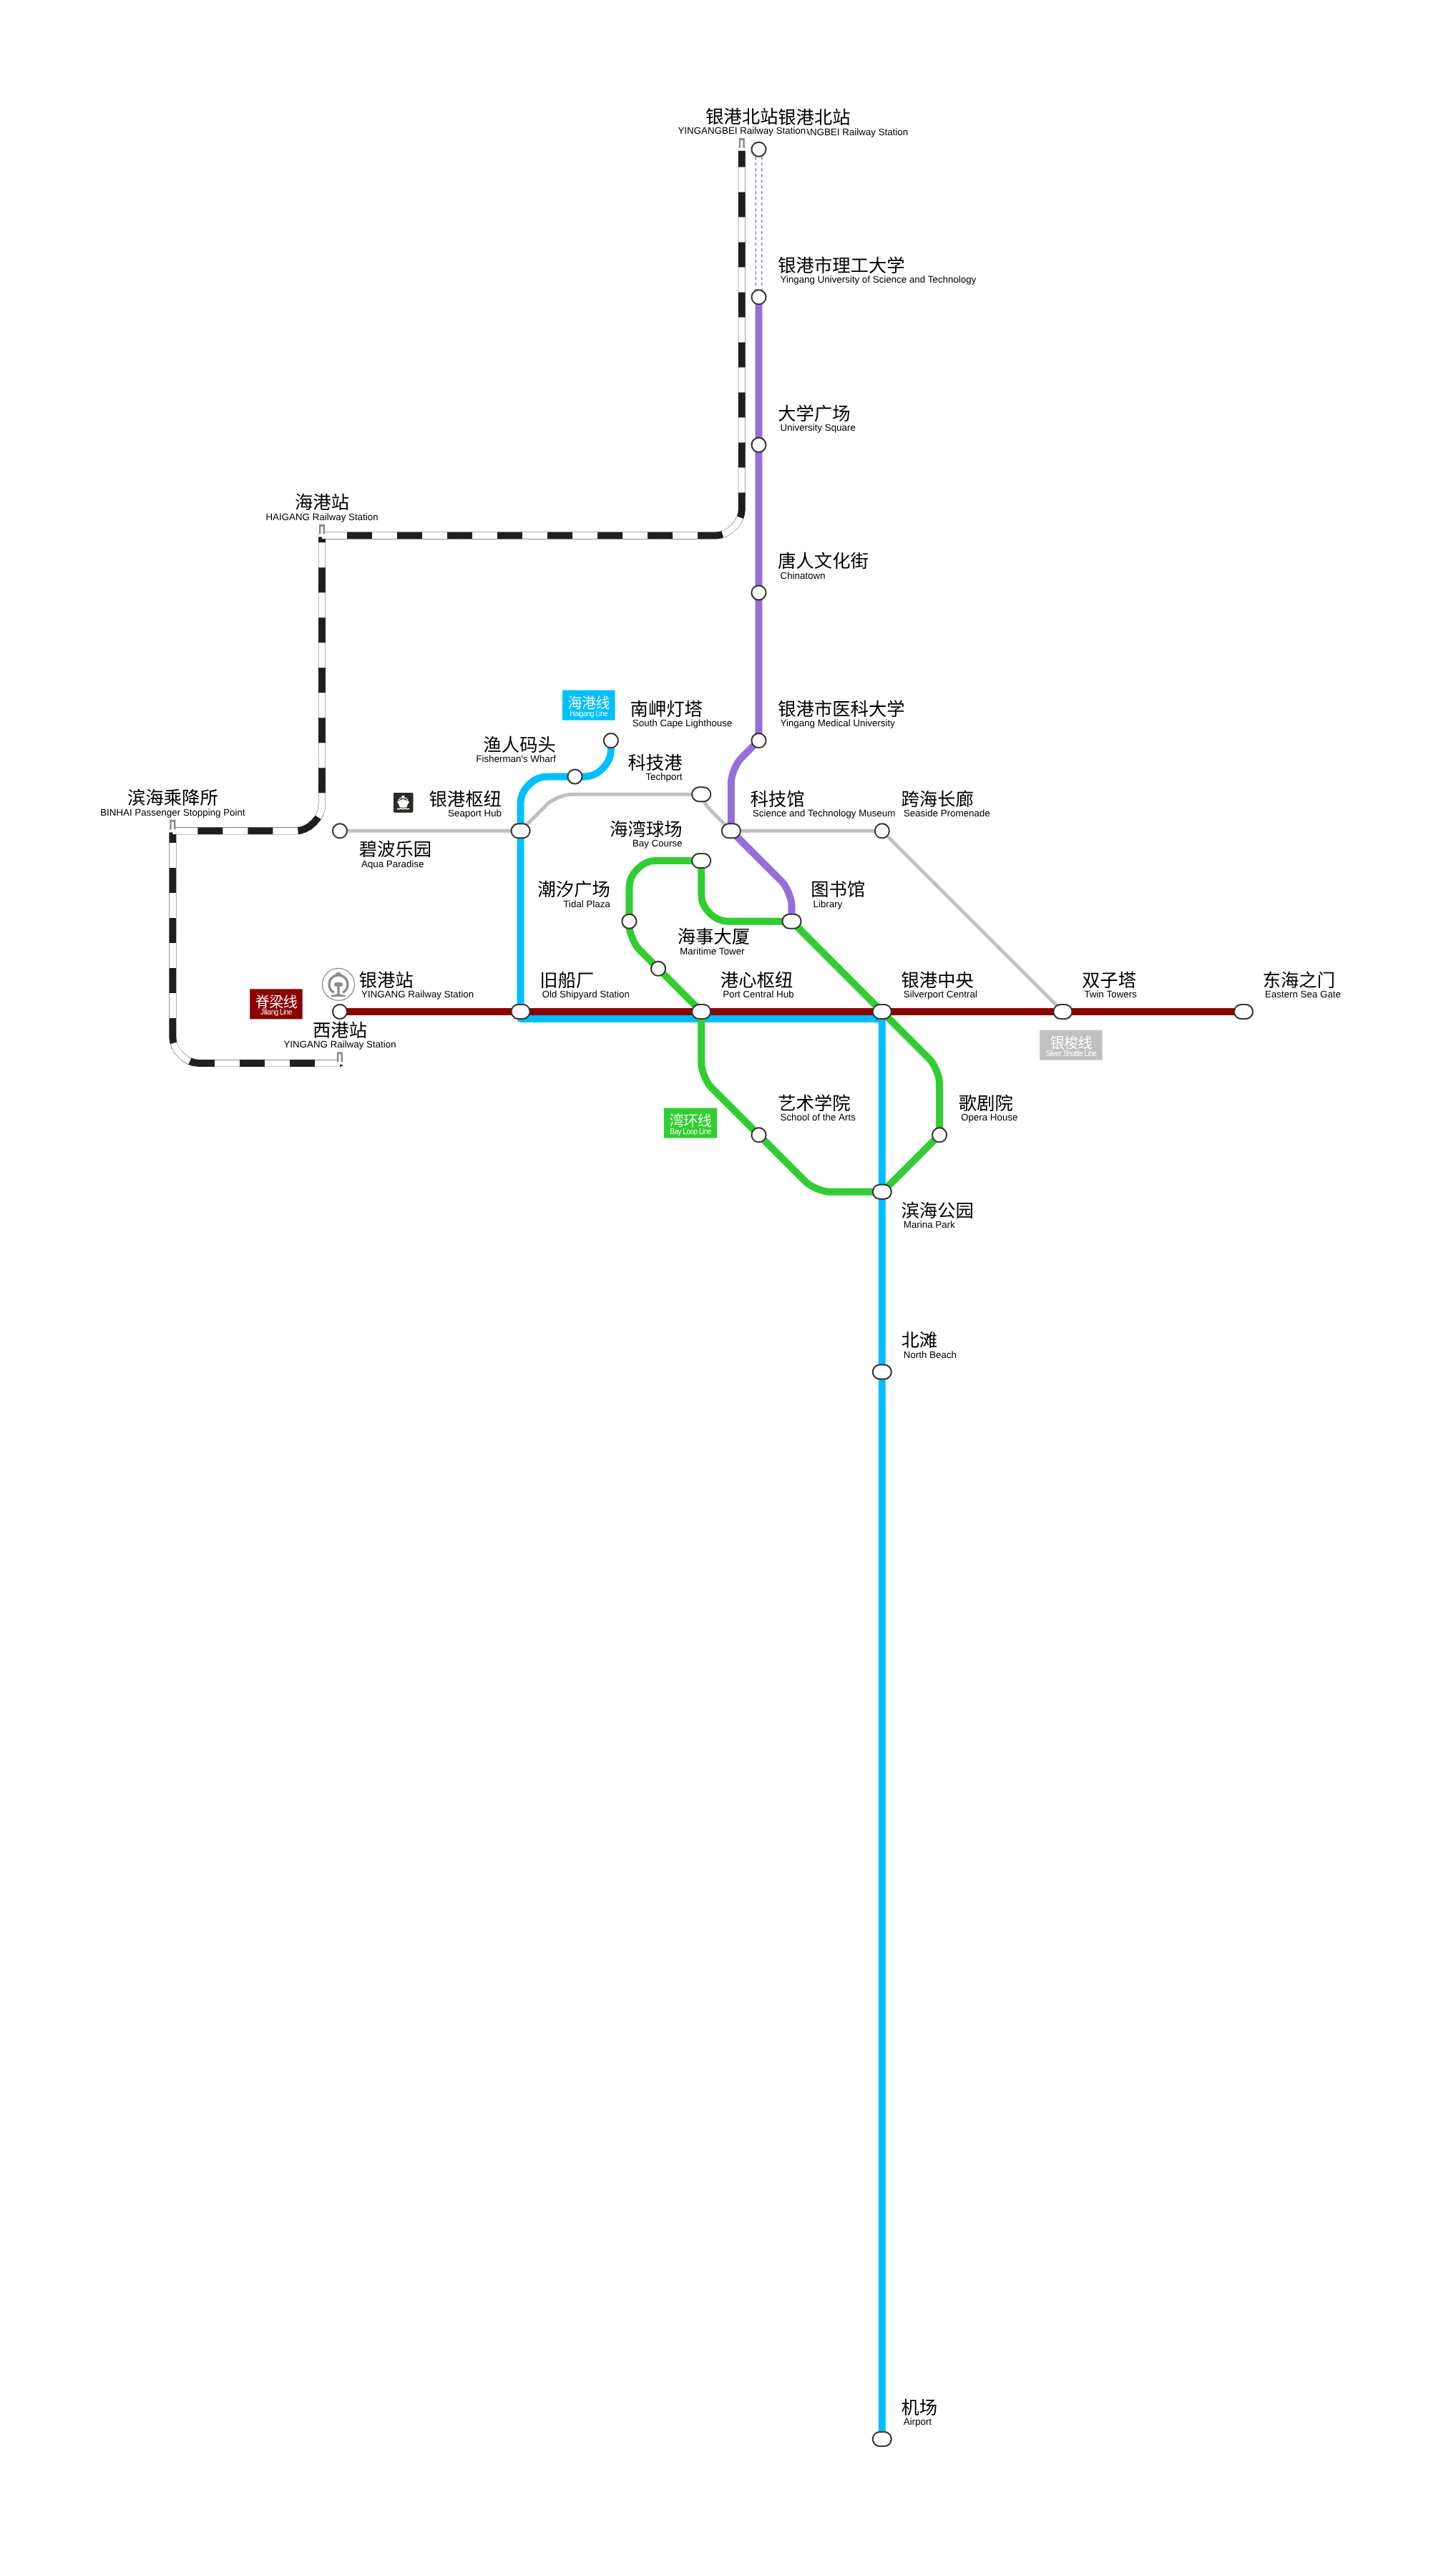 银港北站
YINGANGBEI Railway Station
银港北站
ANGBEI Railway Station
银港市理工大学
Yingang University of Science and Technology
大学广场
University Square
海港站
HAIGANG Railway Station
唐人文化街
Chinatown
海港线
Haigang Line
南岬灯塔
South Cape Lighthouse
银港市医科大学
Yingang Medical University
渔人码头
Fisherman's Wharf
科技港
Techport
滨海乘降所
BINHAI Passenger Stopping Point
银港枢纽
Seaport Hub
科技馆
Science and Technology Museum
跨海长廊
Seaside Promenade
海湾球场
Bay Course
碧波乐园
Aqua Paradise
潮汐广场
Tidal Plaza
图书馆
Library
海事大厦
Maritime Tower
脊梁线
Jiliang Line
银港站
YINGANG Railway Station
旧船厂
Old Shipyard Station
港心枢纽
Port Central Hub
银港中央
Silverport Central
双子塔
Twin Towers
东海之门
Eastern Sea Gate
西港站
YINGANG Railway Station
银梭线
Silver Shuttle Line
湾环线
Bay Loop Line
艺术学院
School of the Arts
歌剧院
Opera House
滨海公园
Marina Park
北滩
North Beach
机场
Airport